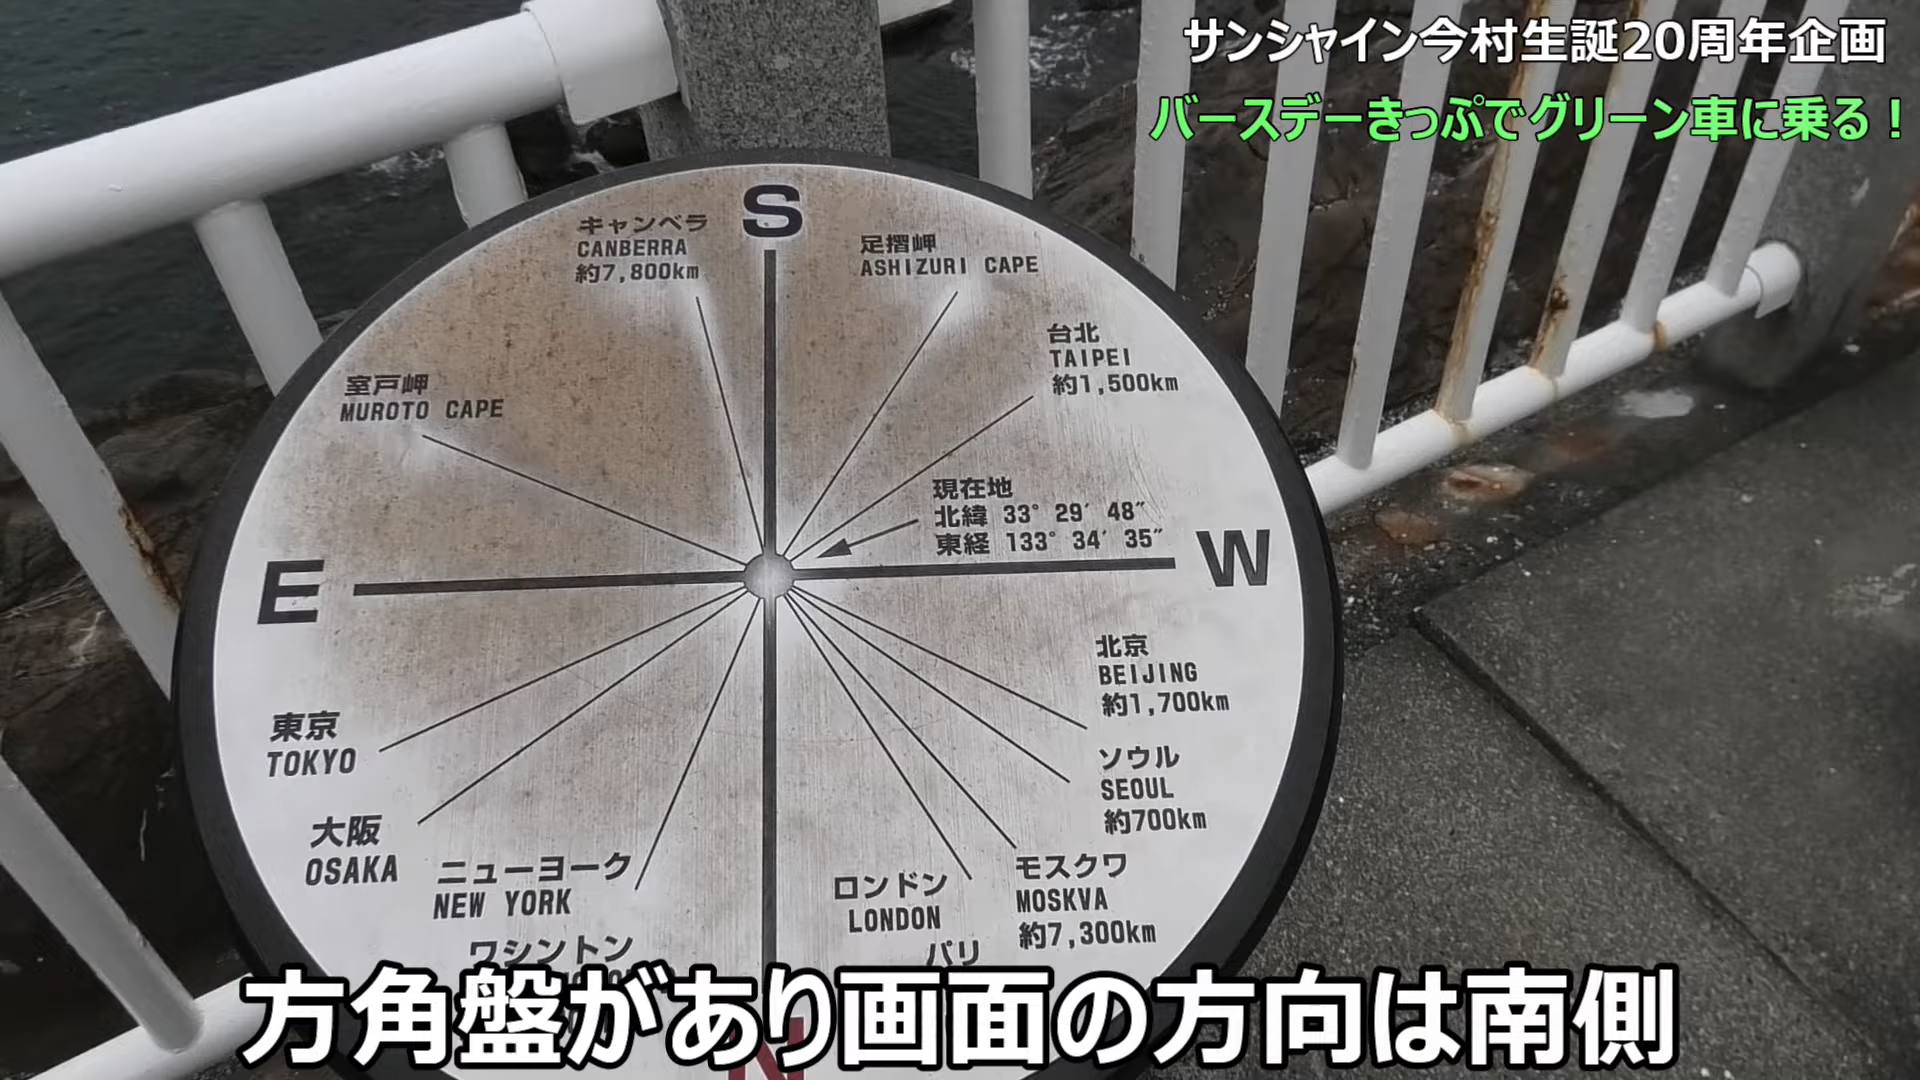 サンシャイン今村生誕20周年企画
バースデーきっぷでグリーン車に乗る！
S
キャンベラ
CANBERRA
約7,800km
足摺岬
ASHIZURI CAPE
台北
TAIPEI
約1,500km
室戸岬
MUROTO CAPE
現在地
北緯 33° 29′ 48″
東経 133° 34′ 35″
E
W
北京
BEIJING
約1,700km
東京
TOKYO
ソウル
SEOUL
約700km
大阪
OSAKA
ニューヨーク
NEW YORK
ロンドン
LONDON
モスクワ
MOSKVA
約7,300km
ワシントン
パリ
N
方角盤があり画面の方向は南側